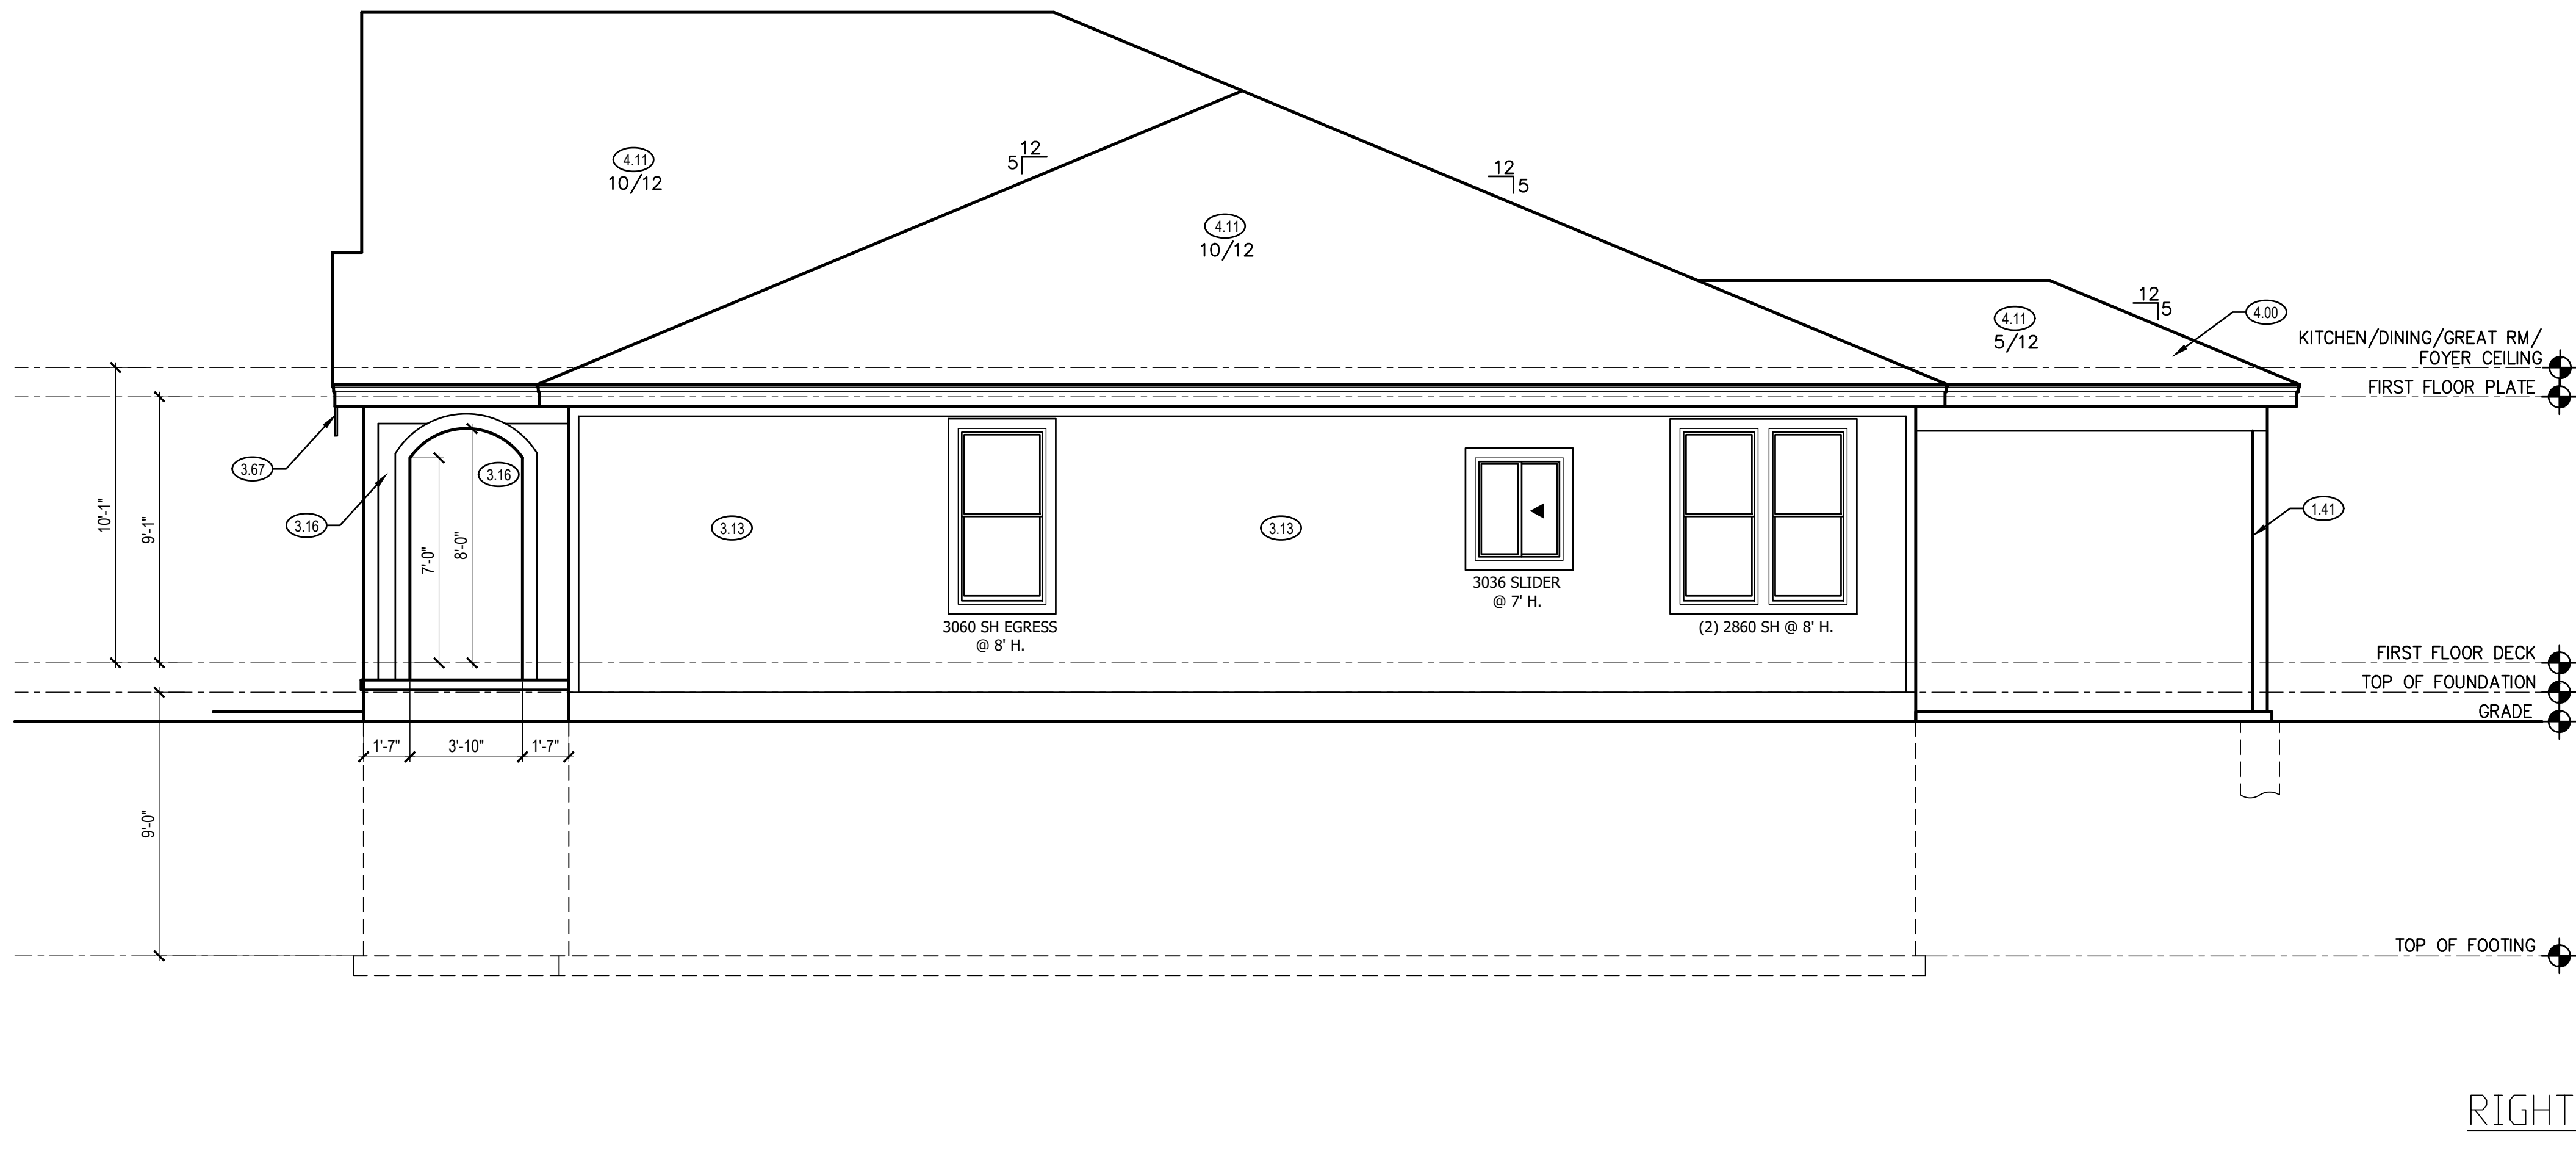 12
5
12
5
4.11
10/12
4.11
10/12
12
5
4.00
4.11
5/12
KITCHEN/DINING/GREAT RM/
FOYER CEILING
FIRST FLOOR PLATE
3.67
3.16
3.16
10'-1"
9'-1"
7'-0"
8'-0"
3.13
3.13
1.41
3036 SLIDER
@ 7' H.
3060 SH EGRESS
@ 8' H.
(2) 2860 SH @ 8' H.
FIRST FLOOR DECK
TOP OF FOUNDATION
GRADE
1'-7"
3'-10"
1'-7"
9'-0"
TOP OF FOOTING
RIGHT